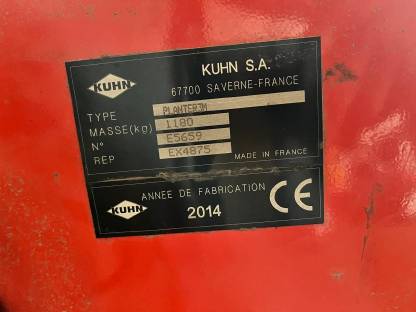 KUHN
KUHN S.A.
67700 SAVERNE-FRANCE
TYPE PLANTER3M
MASSE(kg) 1180
N° E5659
REP EX4875
MADE IN FRANCE
KUHN
ANNEE DE FABRICATION
2014
CE